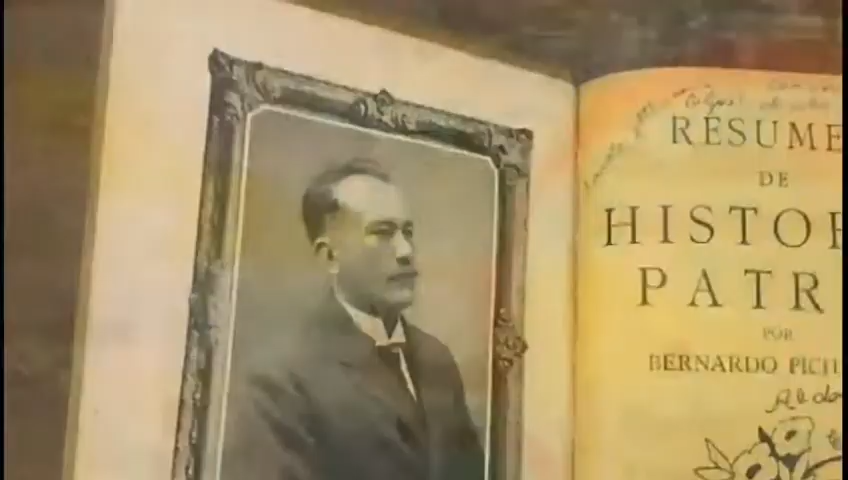 RESUME
DE
HISTOR
PATR
POR
BERNARDO PICH